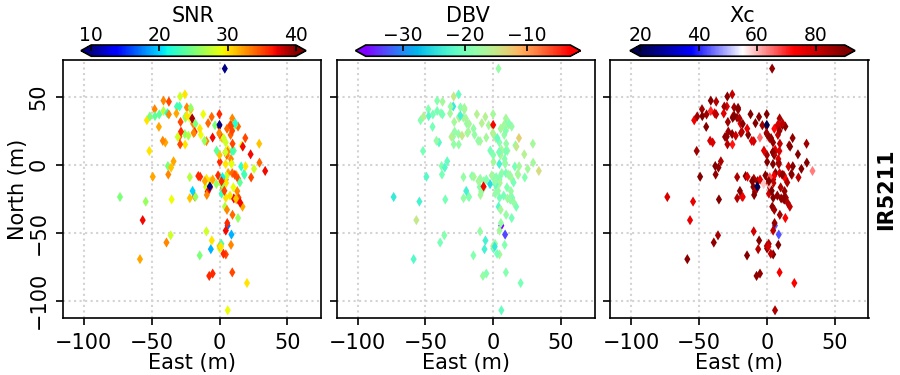 SNR DBV Xc
10 20 30 40 −30 −20 −10 20 40 60 80
50
0
−50
−100
North (m)
−100 −50 0 50 −100 −50 0 50 −100 −50 0 50
East (m) East (m) East (m)
IR5211